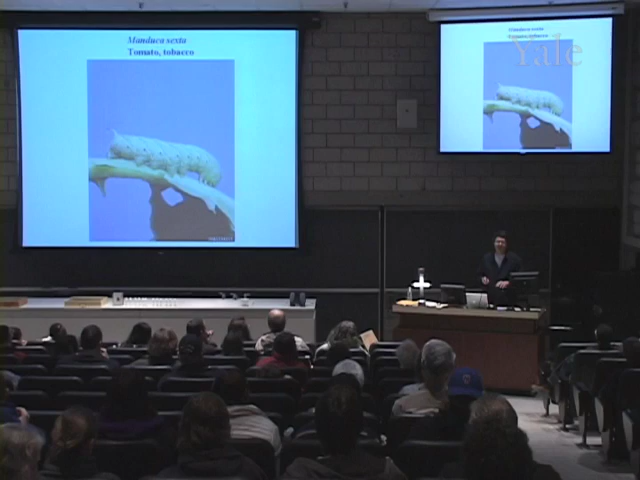 Manduca sexta
Tomato, tobacco
Manduca sexta
Tomato, tobacco
Yale